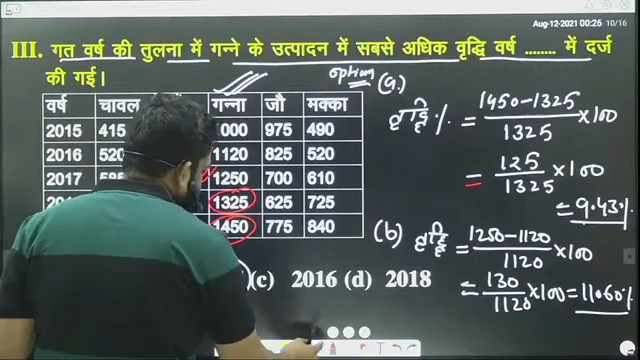 Aug-12-2021 00:26 10/16
III. गत वर्ष की तुलना में गन्ने के उत्पादन में सबसे अधिक वृद्धि वर्ष ........ में दर्ज
की गई।
option (a)
वर्ष चावल गन्ना जौ मक्का
2015 415 1000 975 490
2016 520 1120 825 520
2017 1250 700 610
1325 625 725
1450 775 840
(c) 2016 (d) 2018
वृद्धि % = 1450-1325 / 1325 ×100
= 125 / 1325 ×100
= 9.43%
(b) वृद्धि = 1250-1120 / 1120 ×100
= 130 / 1120 ×100 = 11.60%